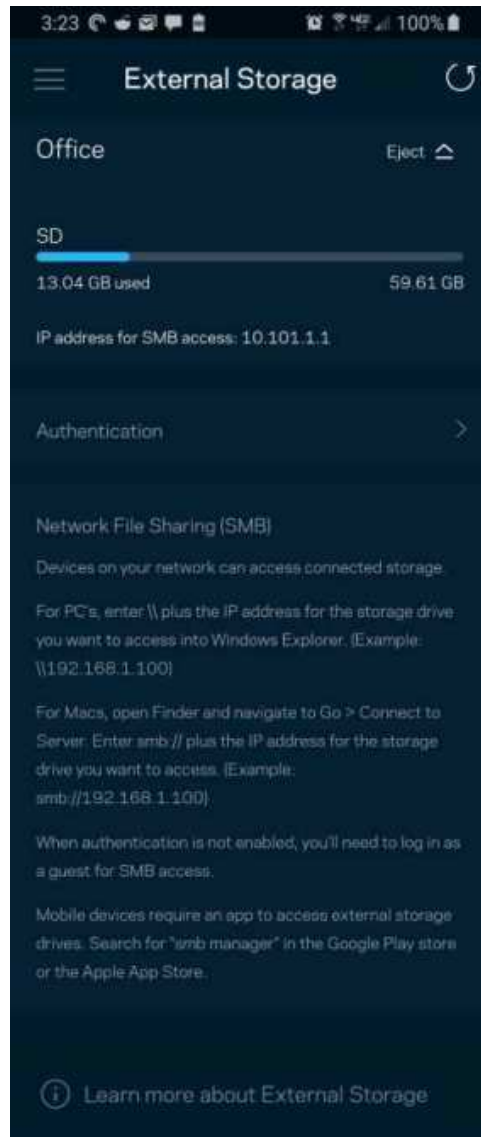 3:23 100%
External Storage
Office Eject
SD
13.04 GB used 59.61 GB
IP address for SMB access: 10.101.1.1
Authentication
Network File Sharing (SMB)
Devices on your network can access connected storage.
For PC's, enter \\ plus the IP address for the storage drive
you want to access into Windows Explorer. (Example:
\\192.168.1.100)
For Macs, open Finder and navigate to Go > Connect to
Server. Enter smb:// plus the IP address for the storage
drive you want to access. (Example:
smb://192.168.1.100)
When authentication is not enabled, you'll need to log in as
a guest for SMB access.
Mobile devices require an app to access external storage
drives. Search for "smb manager" in the Google Play store
or the Apple App Store.
Learn more about External Storage